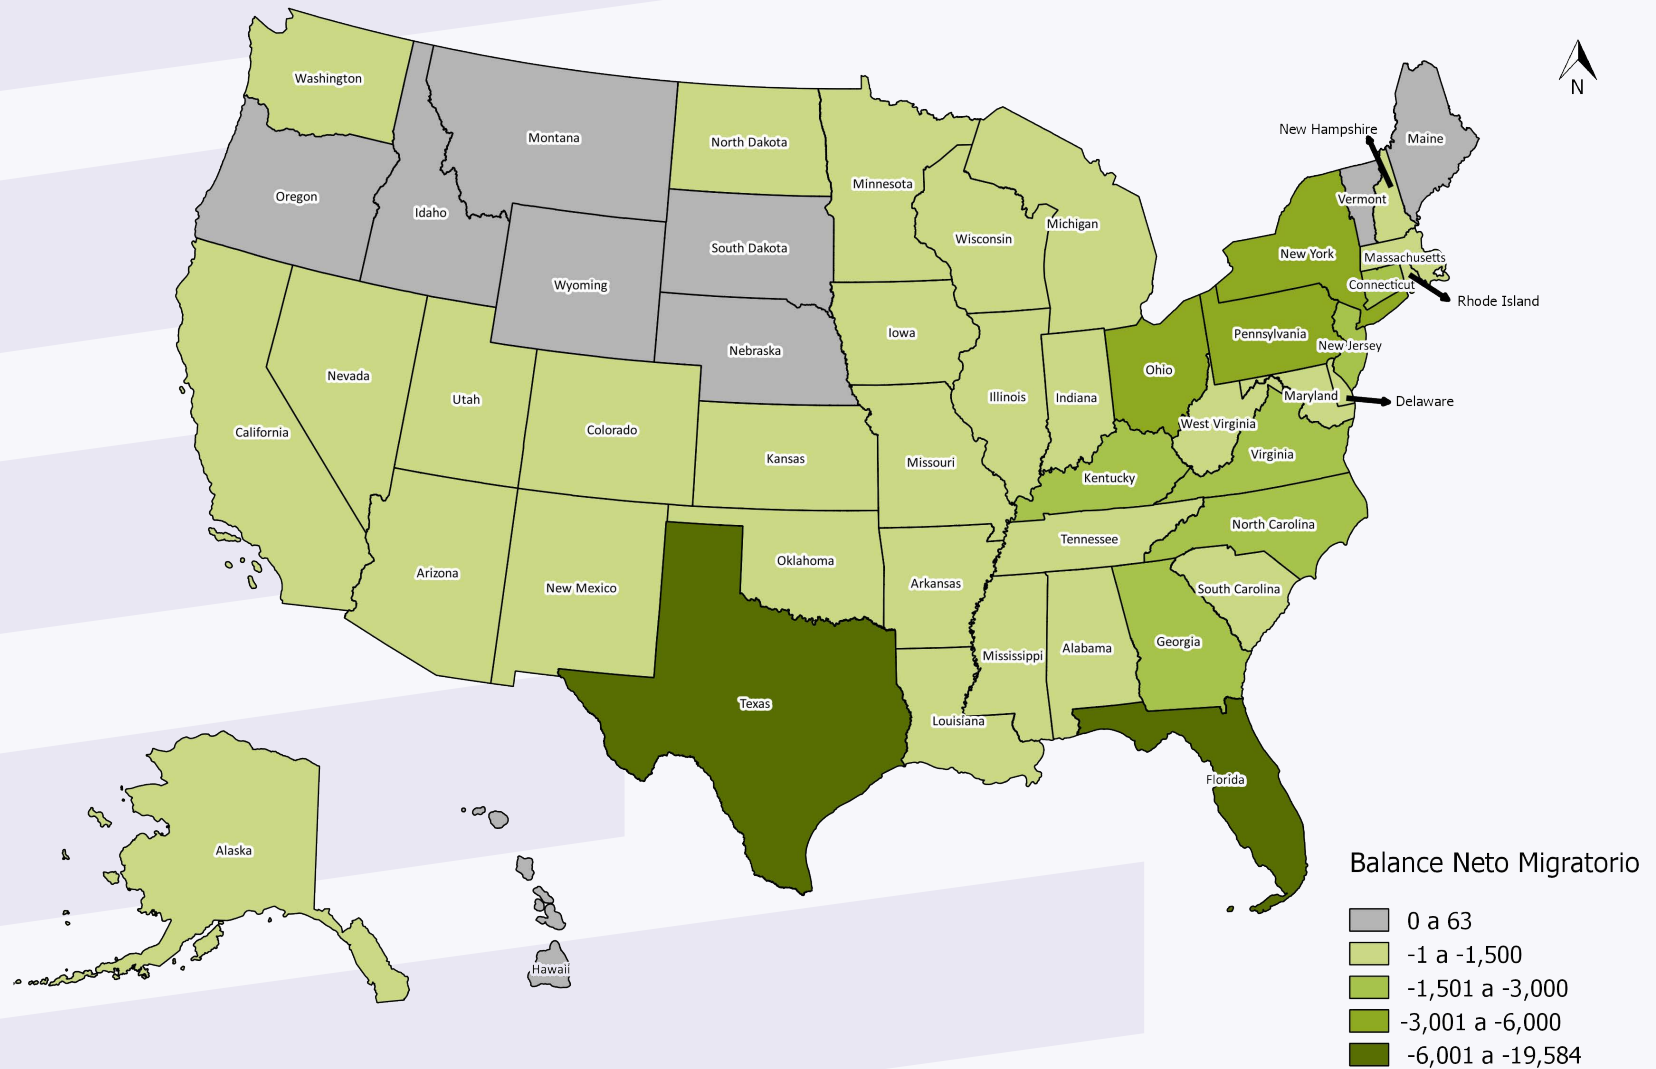 Washington
Montana
North Dakota
Minnesota
New Hampshire
Maine
Oregon
Idaho
Vermont
South Dakota
Wisconsin
Michigan
New York
Massachusetts
Wyoming
Connecticut
Rhode Island
Iowa
Pennsylvania
Nebraska
New Jersey
Nevada
Ohio
Utah
Illinois
Indiana
Maryland
Delaware
California
Colorado
West Virginia
Kansas
Missouri
Virginia
Kentucky
North Carolina
Tennessee
Arizona
New Mexico
Oklahoma
Arkansas
South Carolina
Mississippi
Alabama
Georgia
Texas
Louisiana
Florida
Alaska
Hawaii
N
Balance Neto Migratorio
0 a 63
-1 a -1,500
-1,501 a -3,000
-3,001 a -6,000
-6,001 a -19,584